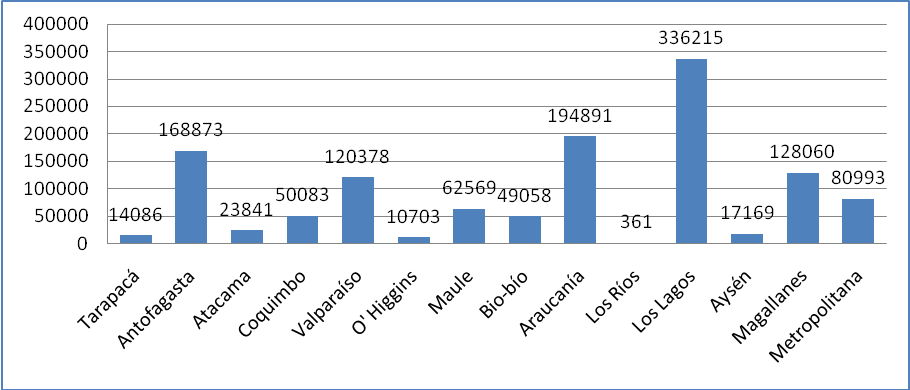 400000
350000
300000
250000
200000
150000
100000
50000
0
14086
168873
23841
50083
120378
10703
62569
49058
194891
361
336215
17169
128060
80993
Tarapacá
Antofagasta
Atacama
Coquimbo
Valparaíso
O' Higgins
Maule
Bio-bío
Araucanía
Los Ríos
Los Lagos
Aysén
Magallanes
Metropolitana